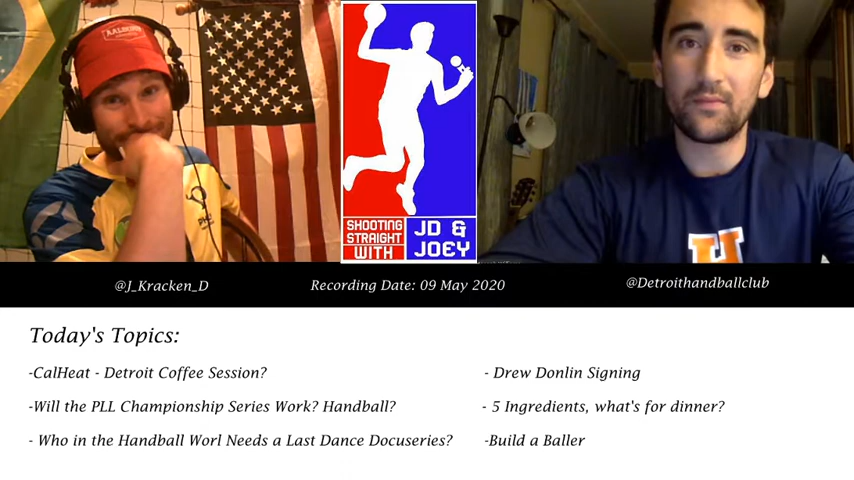 AALBORG
SHOOTING
STRAIGHT
WITH
JD &
JOEY
H
@J_Kracken_D
Recording Date: 09 May 2020
@Detroithandballclub
Today's Topics:
-CalHeat - Detroit Coffee Session?
-Will the PLL Championship Series Work? Handball?
- Who in the Handball Worl Needs a Last Dance Docuseries?
- Drew Donlin Signing
- 5 Ingredients, what's for dinner?
-Build a Baller